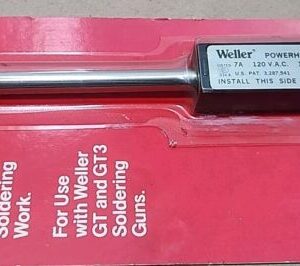 Weller® POWERH
7A 120 V.A.C.
U.S. PAT. 3,287,541
INSTALL THIS SIDE
Soldering
Work.
For Use
with Weller
GT and GT3
Soldering
Guns.